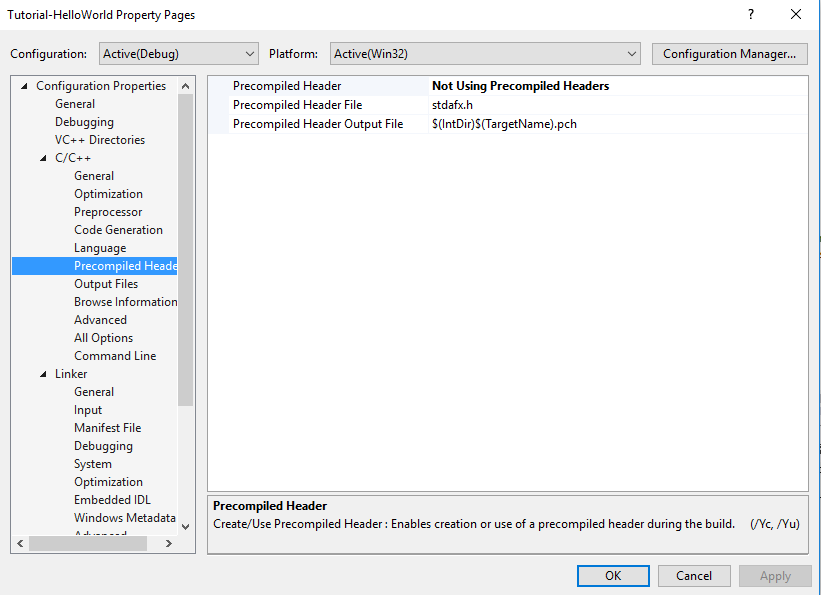 Tutorial-HelloWorld Property Pages
?
Configuration: Active(Debug) Platform: Active(Win32) Configuration Manager...
Configuration Properties
General
Debugging
VC++ Directories
C/C++
General
Optimization
Preprocessor
Code Generation
Language
Precompiled Heade
Output Files
Browse Information
Advanced
All Options
Command Line
Linker
General
Input
Manifest File
Debugging
System
Optimization
Embedded IDL
Windows Metadata
Advanced
Precompiled Header Not Using Precompiled Headers
Precompiled Header File stdafx.h
Precompiled Header Output File $(IntDir)$(TargetName).pch
Precompiled Header
Create/Use Precompiled Header : Enables creation or use of a precompiled header during the build. (/Yc, /Yu)
OK Cancel Apply